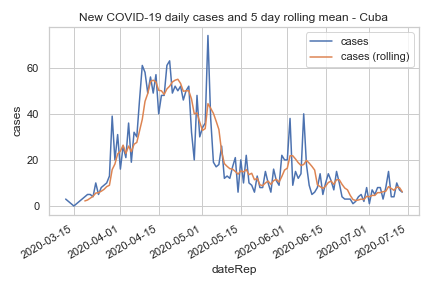 New COVID-19 daily cases and 5 day rolling mean - Cuba
cases
cases (rolling)
cases
60
40
20
0
2020-03-15
2020-04-01
2020-04-15
2020-05-01
2020-05-15
2020-06-01
2020-06-15
2020-07-01
2020-07-15
dateRep